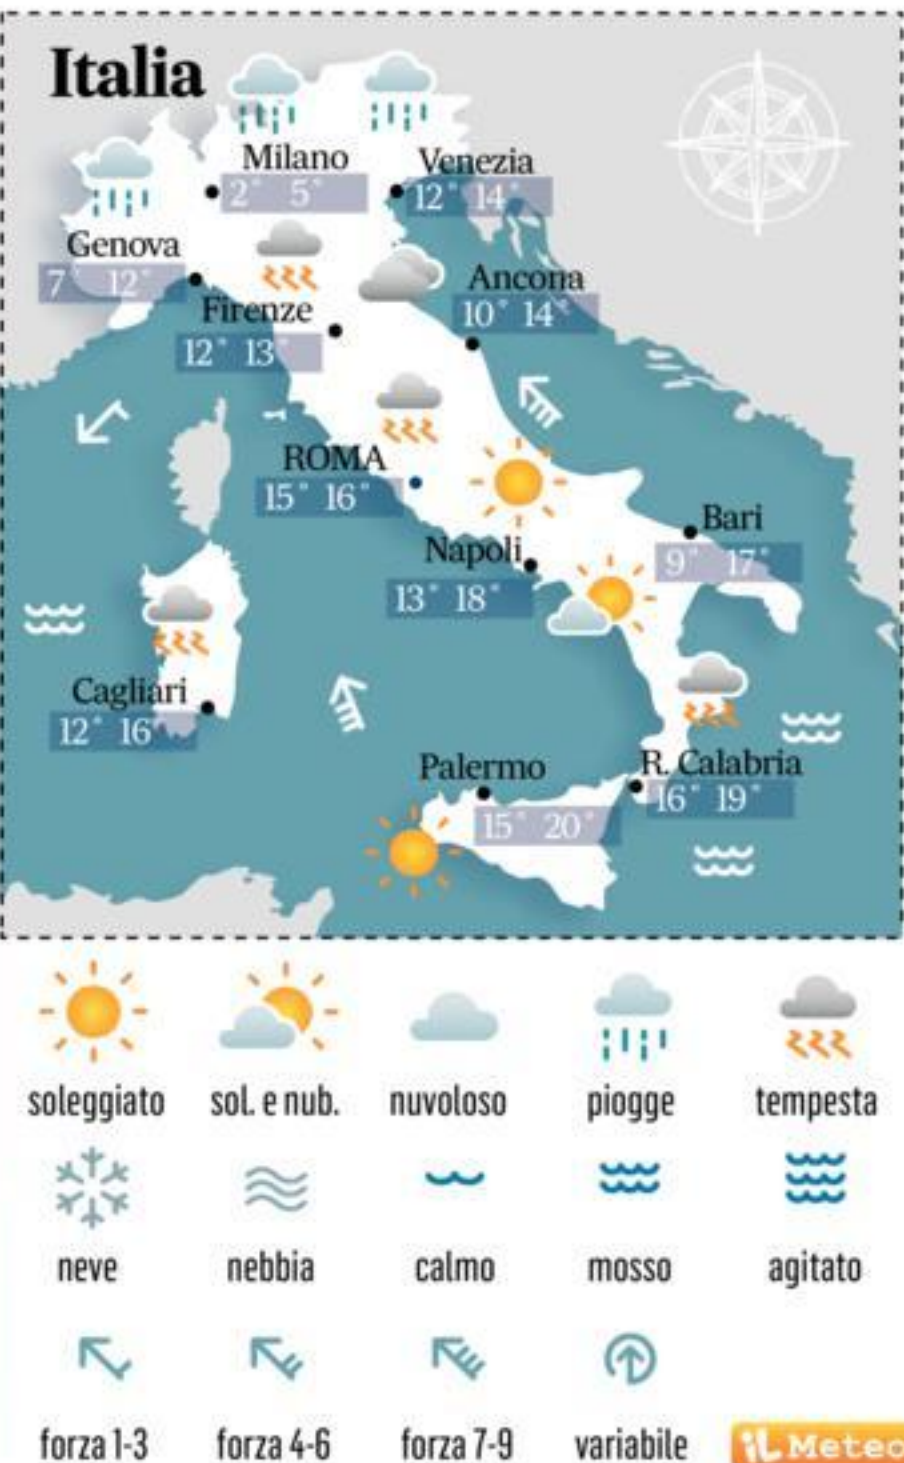 Italia
Milano
2° 5°
Venezia
12° 14°
Genova
7° 12°
Ancona
10° 14°
Firenze
12° 13°
ROMA
15° 16°
Bari
9° 17°
Napoli
13° 18°
Cagliari
12° 16°
Palermo
15° 20°
R. Calabria
16° 19°
soleggiato sol. e nub. nuvoloso piogge tempesta
neve nebbia calmo mosso agitato
forza 1-3 forza 4-6 forza 7-9 variabile
iL Meteo